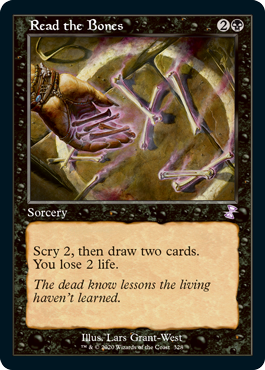 Read the Bones 2
Sorcery
Scry 2, then draw two cards.
You lose 2 life.
The dead know lessons the living
haven't learned.
Illus. Lars Grant-West
™ & © 2020 Wizards of the Coast 328